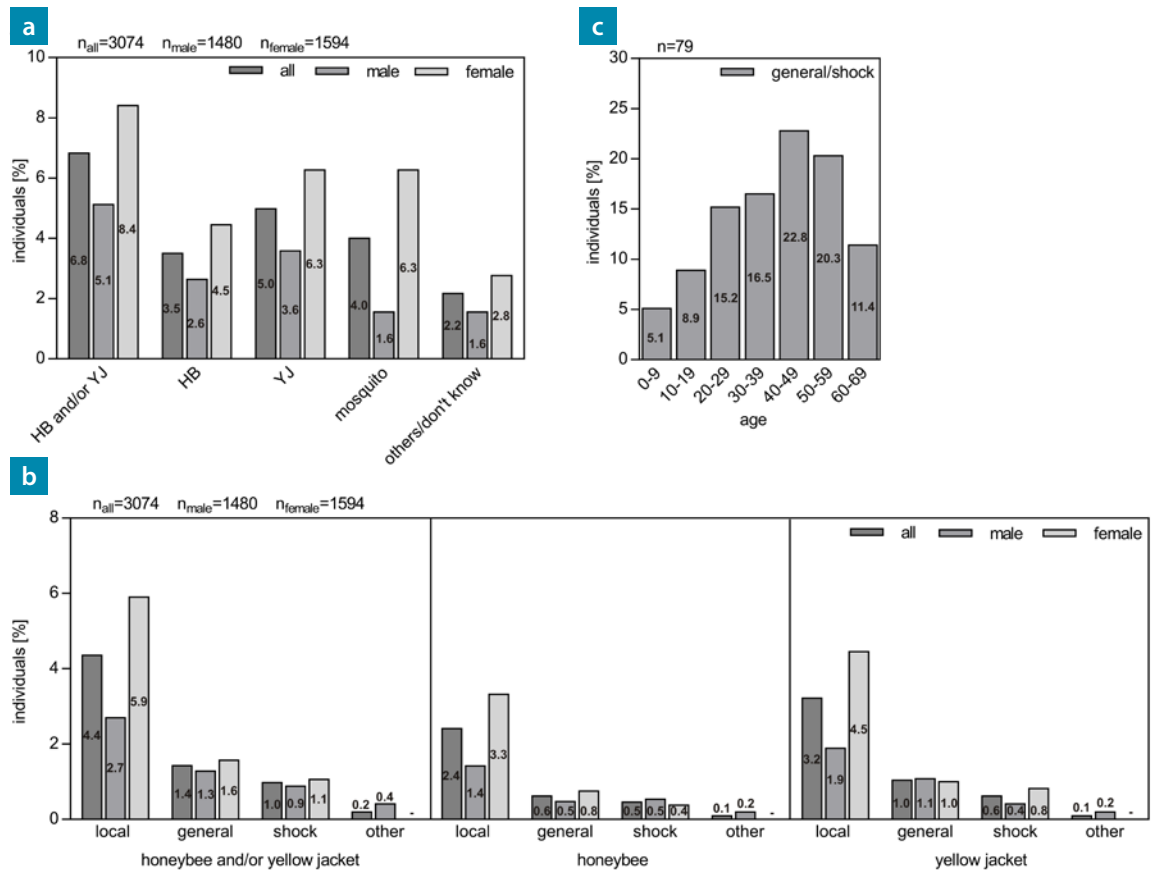 a
n_all=3074 n_male=1480 n_female=1594
all male female
individuals [%]
10
8
6
4
2
0
6.8 5.1 8.4
3.5 2.6 4.5
5.0 3.6 6.3
4.0 1.6 6.3
2.2 1.6 2.8
HB and/or YJ HB YJ mosquito others/don't know
c
n=79
general/shock
individuals [%]
30
25
20
15
10
5
0
5.1 8.9 15.2 16.5 22.8 20.3 11.4
0-9 10-19 20-29 30-39 40-49 50-59 60-69
age
b
n_all=3074 n_male=1480 n_female=1594
all male female
individuals [%]
8
6
4
2
0
4.4 2.7 5.9
1.4 1.3 1.6
1.0 0.9 1.1
0.2 0.4 -
2.4 1.4 3.3
0.6 0.5 0.8
0.5 0.5 0.4
0.1 0.2 -
3.2 1.9 4.5
1.0 1.1 1.0
0.6 0.4 0.8
0.1 0.2 -
local general shock other local general shock other local general shock other
honeybee and/or yellow jacket honeybee yellow jacket